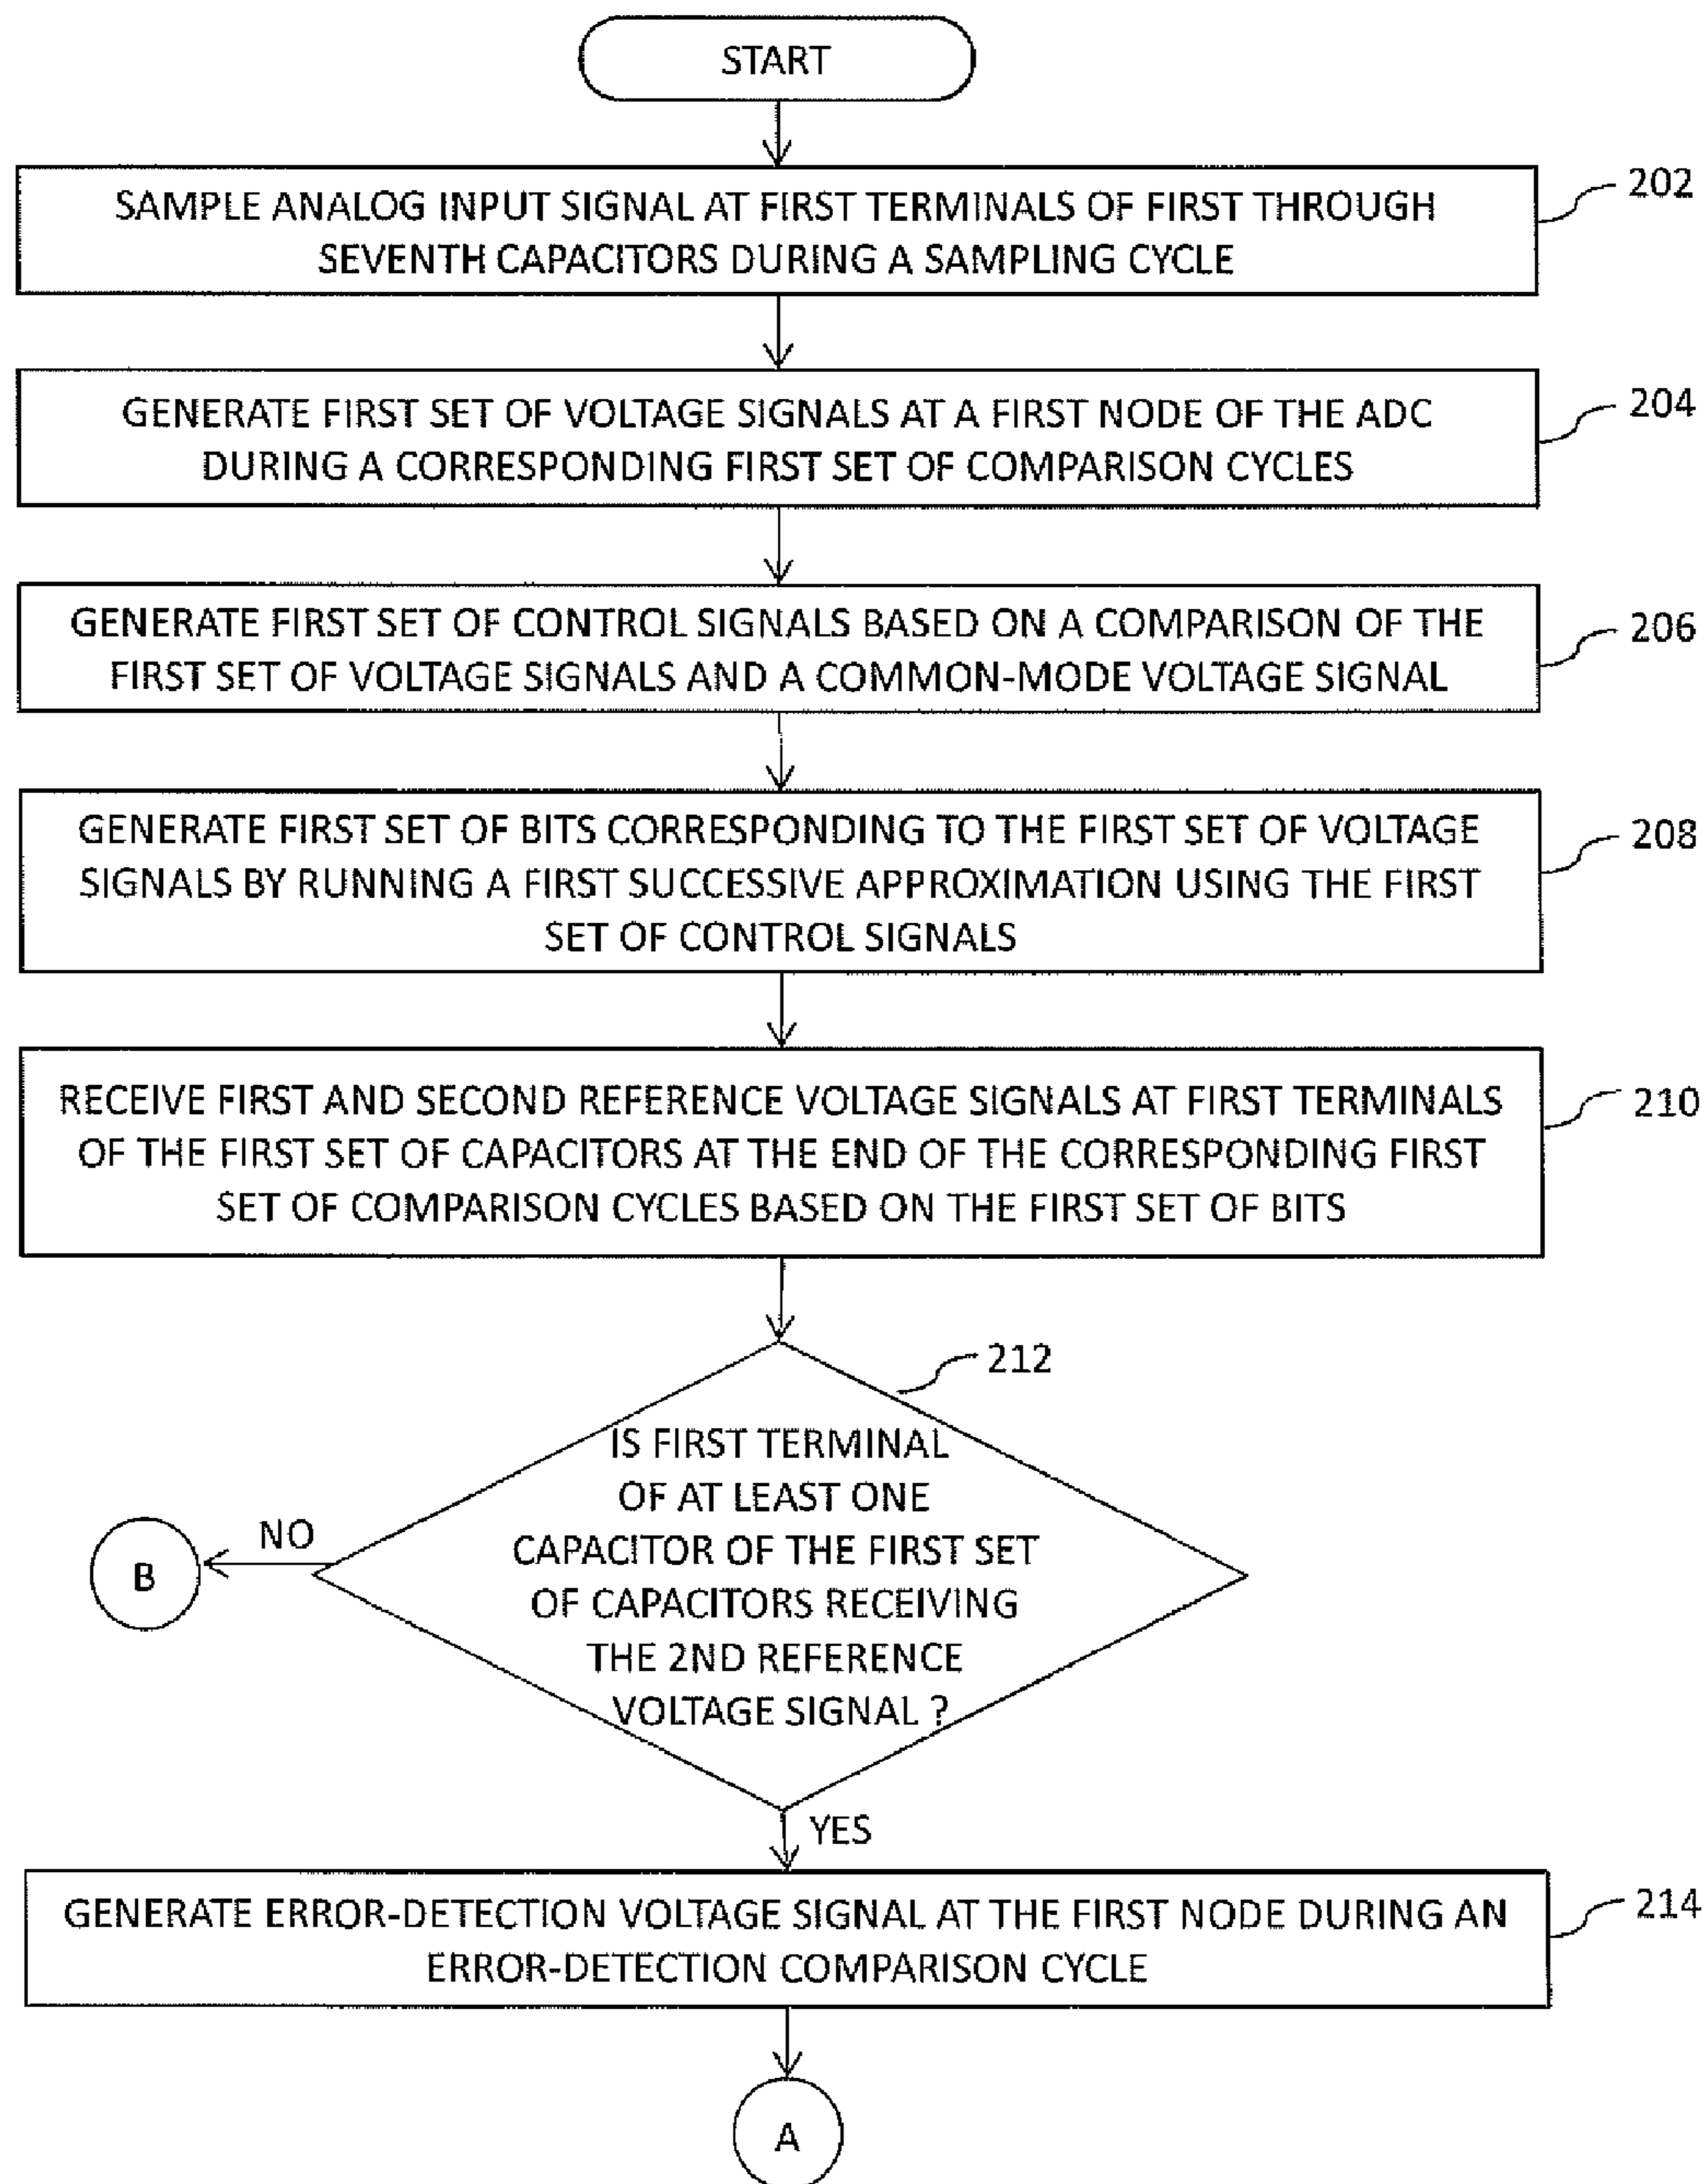 START
SAMPLE ANALOG INPUT SIGNAL AT FIRST TERMINALS OF FIRST THROUGH
SEVENTH CAPACITORS DURING A SAMPLING CYCLE
202
GENERATE FIRST SET OF VOLTAGE SIGNALS AT A FIRST NODE OF THE ADC
DURING A CORRESPONDING FIRST SET OF COMPARISON CYCLES
204
GENERATE FIRST SET OF CONTROL SIGNALS BASED ON A COMPARISON OF THE
FIRST SET OF VOLTAGE SIGNALS AND A COMMON-MODE VOLTAGE SIGNAL
206
GENERATE FIRST SET OF BITS CORRESPONDING TO THE FIRST SET OF VOLTAGE
SIGNALS BY RUNNING A FIRST SUCCESSIVE APPROXIMATION USING THE FIRST
SET OF CONTROL SIGNALS
208
RECEIVE FIRST AND SECOND REFERENCE VOLTAGE SIGNALS AT FIRST TERMINALS
OF THE FIRST SET OF CAPACITORS AT THE END OF THE CORRESPONDING FIRST
SET OF COMPARISON CYCLES BASED ON THE FIRST SET OF BITS
210
212
IS FIRST TERMINAL
OF AT LEAST ONE
CAPACITOR OF THE FIRST SET
OF CAPACITORS RECEIVING
THE 2ND REFERENCE
VOLTAGE SIGNAL ?
NO
B
YES
GENERATE ERROR-DETECTION VOLTAGE SIGNAL AT THE FIRST NODE DURING AN
ERROR-DETECTION COMPARISON CYCLE
214
A